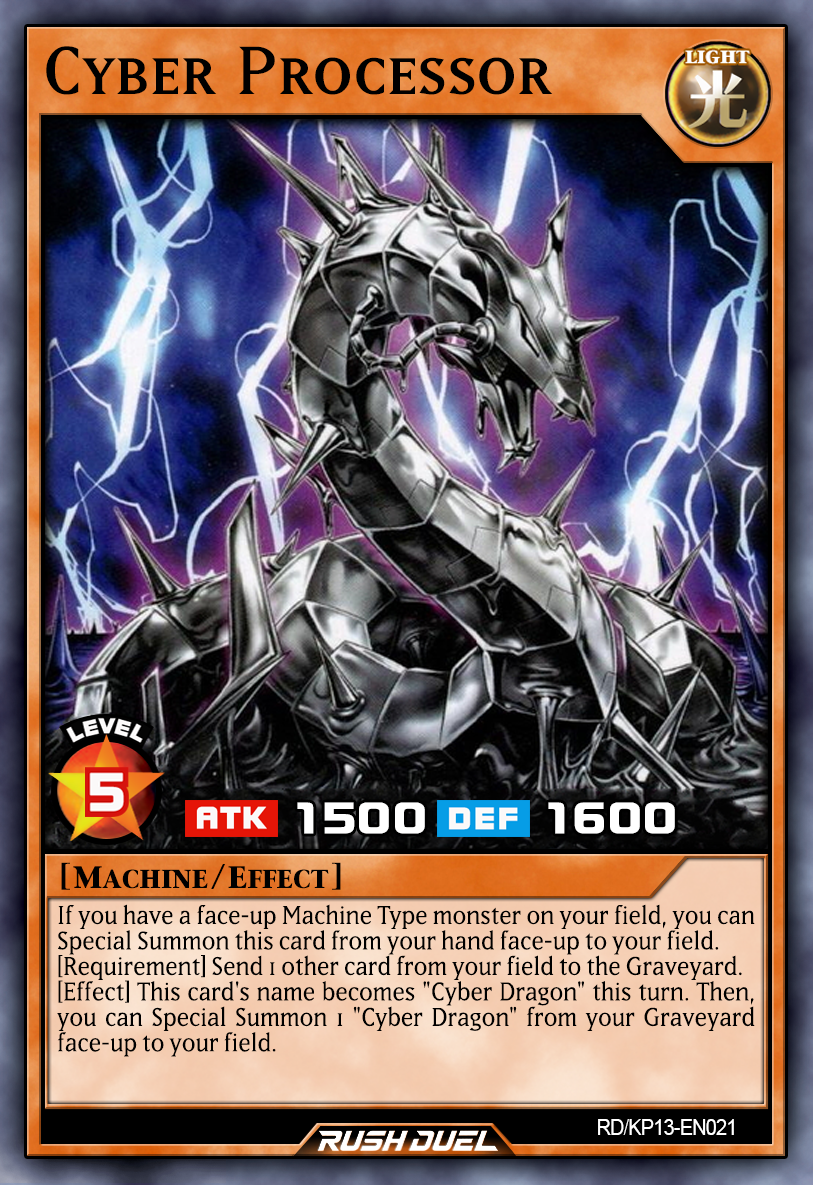 Cyber Processor
LIGHT
光
LEVEL
5
ATK 1500 DEF 1600
[Machine/Effect]
If you have a face-up Machine Type monster on your field, you can
Special Summon this card from your hand face-up to your field.
[Requirement] Send 1 other card from your field to the Graveyard.
[Effect] This card's name becomes "Cyber Dragon" this turn. Then,
you can Special Summon 1 "Cyber Dragon" from your Graveyard
face-up to your field.
RD/KP13-EN021
RUSH DUEL